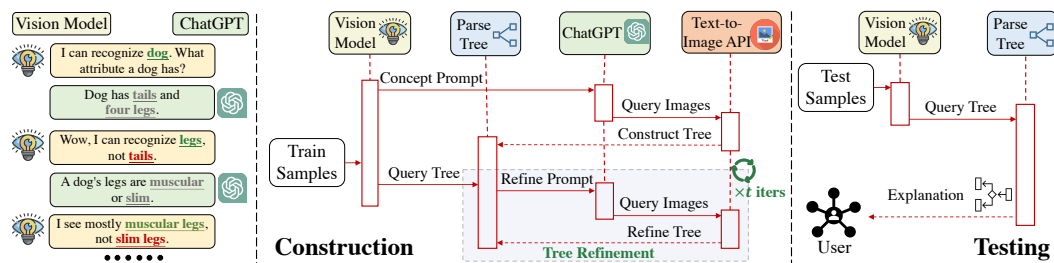 Vision Model
ChatGPT
I can recognize dog. What
attribute a dog has?
Dog has tails and
four legs.
Wow, I can recognize legs,
not tails.
A dog's legs are muscular
or slim.
I see mostly muscular legs,
not slim legs.
Vision
Model
Parse
Tree
ChatGPT
Text-to-
Image API
Concept Prompt
Query Images
Construct Tree
Train
Samples
Query Tree
Refine Prompt
×t iters
Query Images
Refine Tree
Construction
Tree Refinement
Vision
Model
Parse
Tree
Test
Samples
Query Tree
Explanation
User
Testing